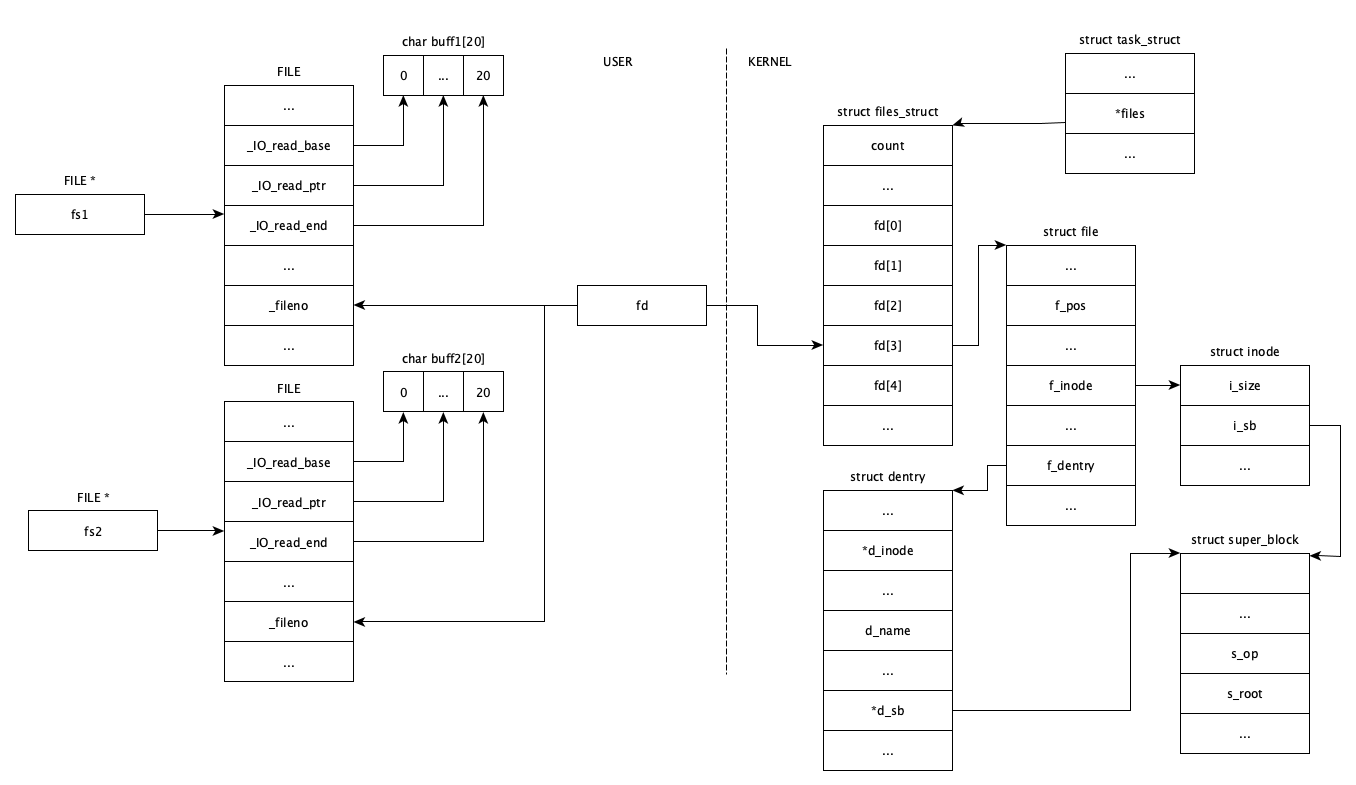 char buff1[20]
0 ... 20
FILE
...
_IO_read_base
_IO_read_ptr
_IO_read_end
...
_fileno
...
FILE *
fs1
char buff2[20]
0 ... 20
FILE
...
_IO_read_base
_IO_read_ptr
_IO_read_end
...
_fileno
...
FILE *
fs2
USER
KERNEL
fd
struct task_struct
...
*files
...
struct files_struct
count
...
fd[0]
fd[1]
fd[2]
fd[3]
fd[4]
...
struct file
...
f_pos
...
f_inode
...
f_dentry
...
struct inode
i_size
i_sb
...
struct dentry
...
*d_inode
...
d_name
...
*d_sb
...
struct super_block
...
s_op
s_root
...